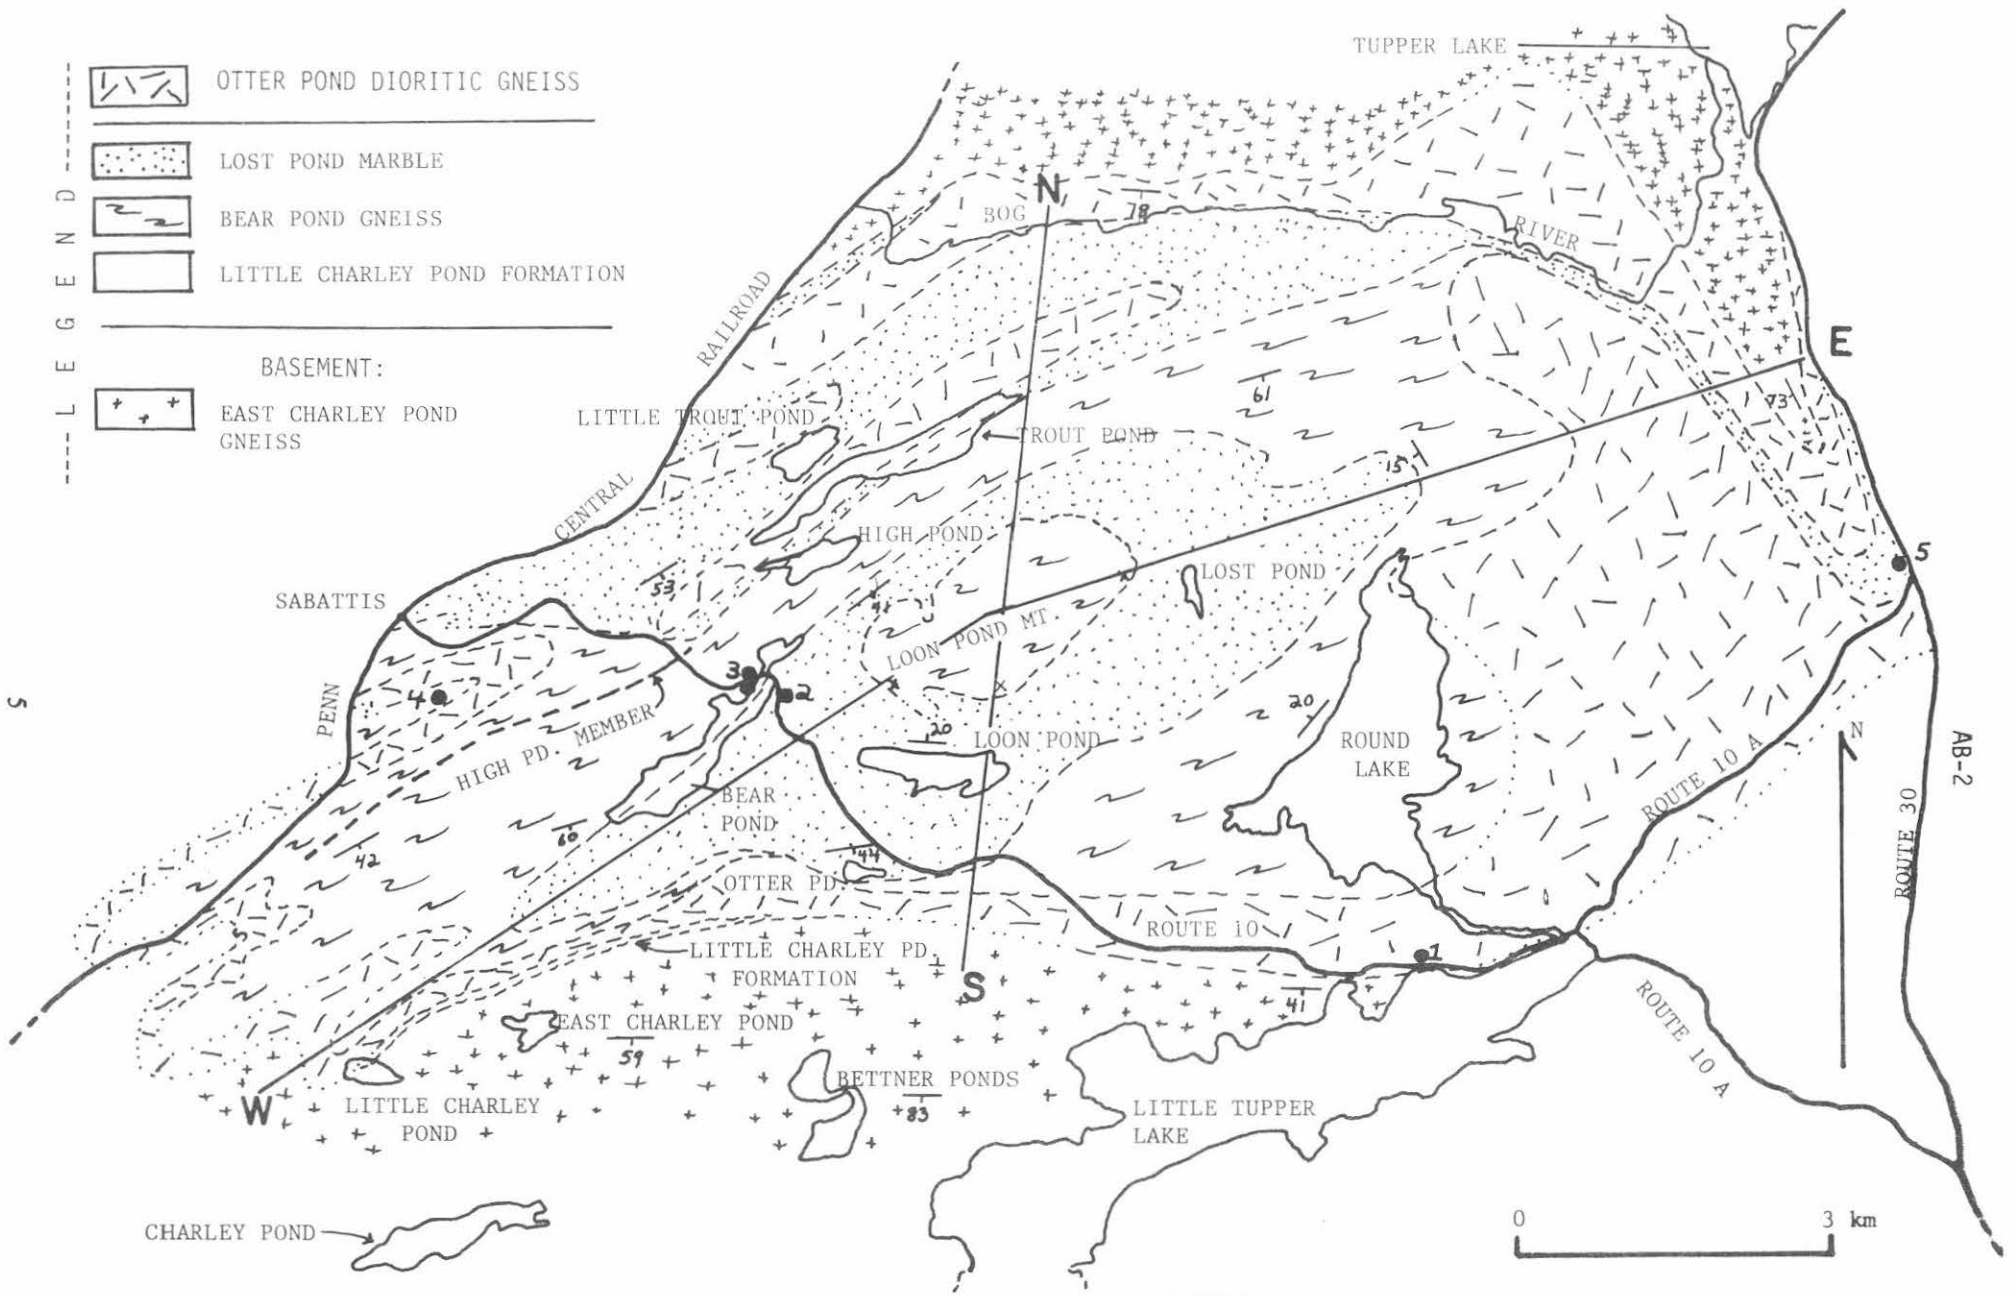 LEGEND
OTTER POND DIORITIC GNEISS
LOST POND MARBLE
BEAR POND GNEISS
LITTLE CHARLEY POND FORMATION
BASEMENT:
EAST CHARLEY POND
GNEISS
TUPPER LAKE
N
BOG
78
RIVER
RAILROAD
E
61
73
LITTLE TROUT POND
TROUT POND
15
CENTRAL
HIGH POND
53
41
LOST POND
5
SABATTIS
LOON POND MT.
3
2
4
PENN
HIGH PD. MEMBER
20
LOON POND
20
ROUND
LAKE
N
ROUTE 10 A
AB-2
ROUTE 30
5
BEAR
POND
60
42
44
OTTER PD.
ROUTE 10
1
LITTLE CHARLEY PD.
FORMATION
S
41
ROUTE 10 A
EAST CHARLEY POND
59
BETTNER PONDS
83
W
LITTLE CHARLEY
POND
LITTLE TUPPER
LAKE
CHARLEY POND
0 3 km